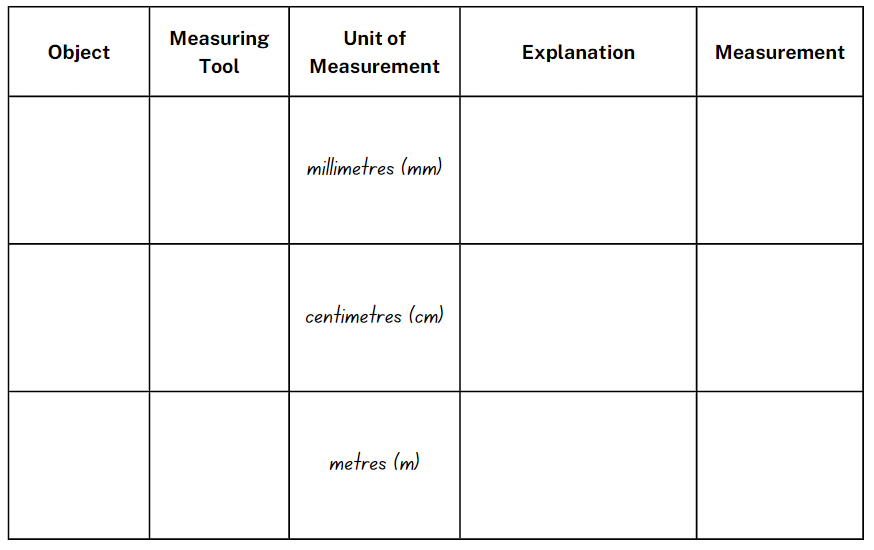 Object
Measuring
Tool
Unit of
Measurement
Explanation
Measurement
millimetres (mm)
centimetres (cm)
metres (m)